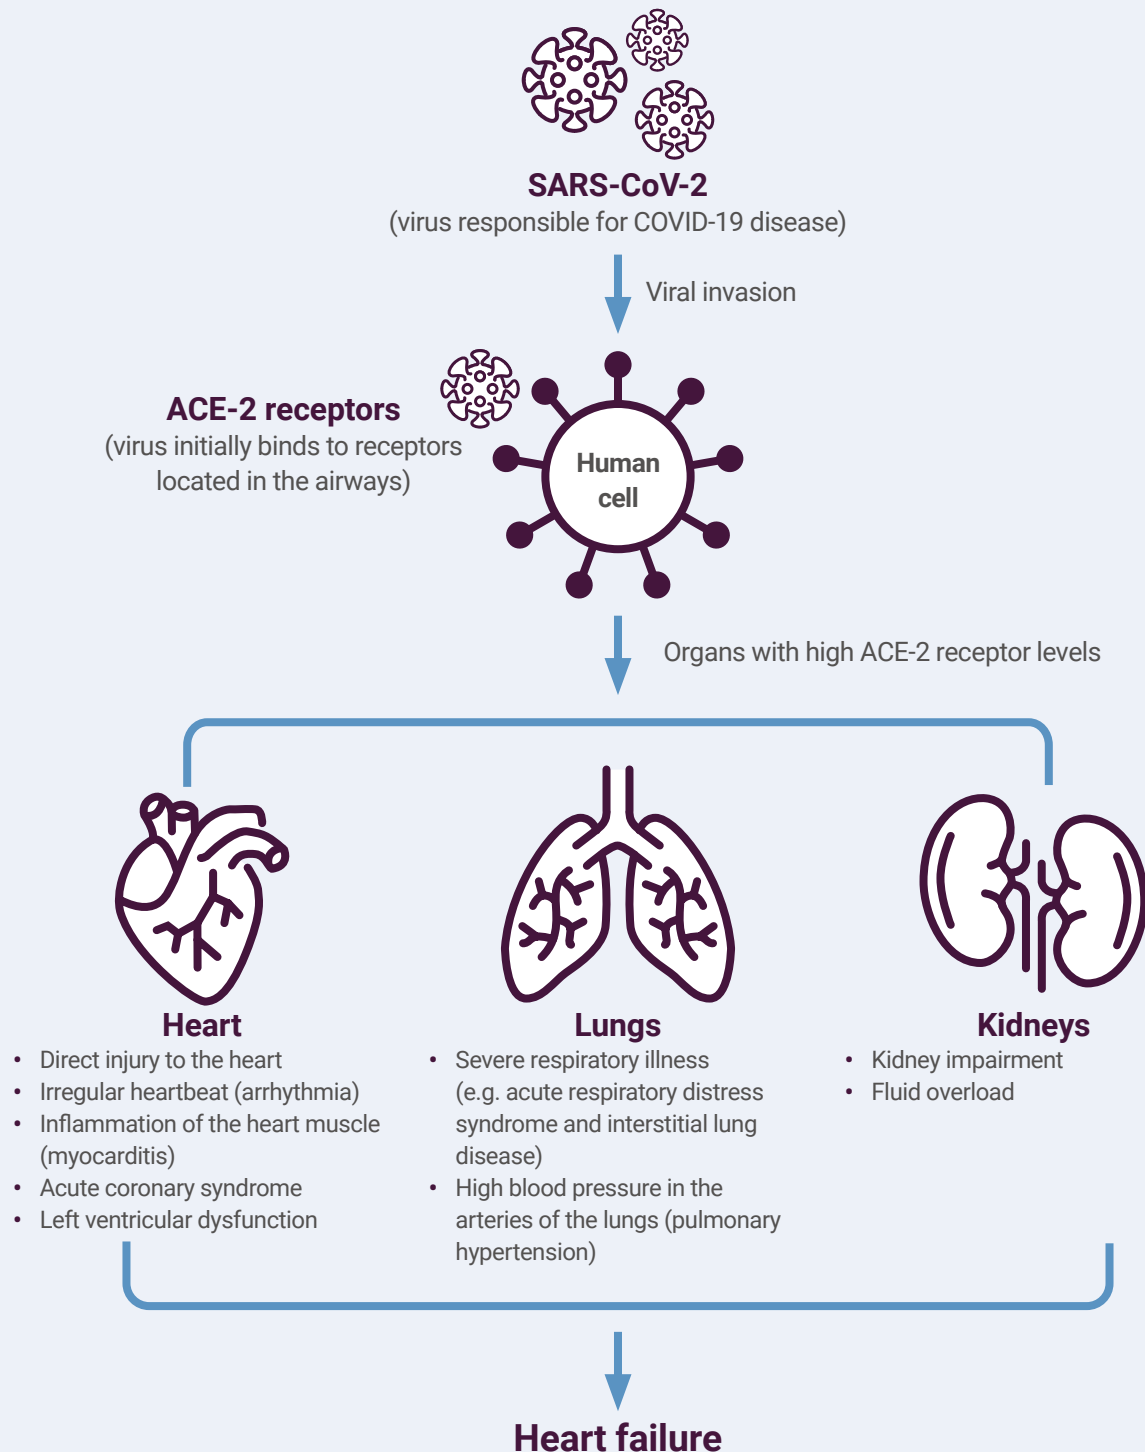 SARS-CoV-2
(virus responsible for COVID-19 disease)
Viral invasion
ACE-2 receptors
(virus initially binds to receptors
located in the airways)
Human
cell
Organs with high ACE-2 receptor levels
Heart
• Direct injury to the heart
• Irregular heartbeat (arrhythmia)
• Inflammation of the heart muscle
(myocarditis)
• Acute coronary syndrome
• Left ventricular dysfunction
Lungs
• Severe respiratory illness
(e.g. acute respiratory distress
syndrome and interstitial lung
disease)
• High blood pressure in the
arteries of the lungs (pulmonary
hypertension)
Kidneys
• Kidney impairment
• Fluid overload
Heart failure